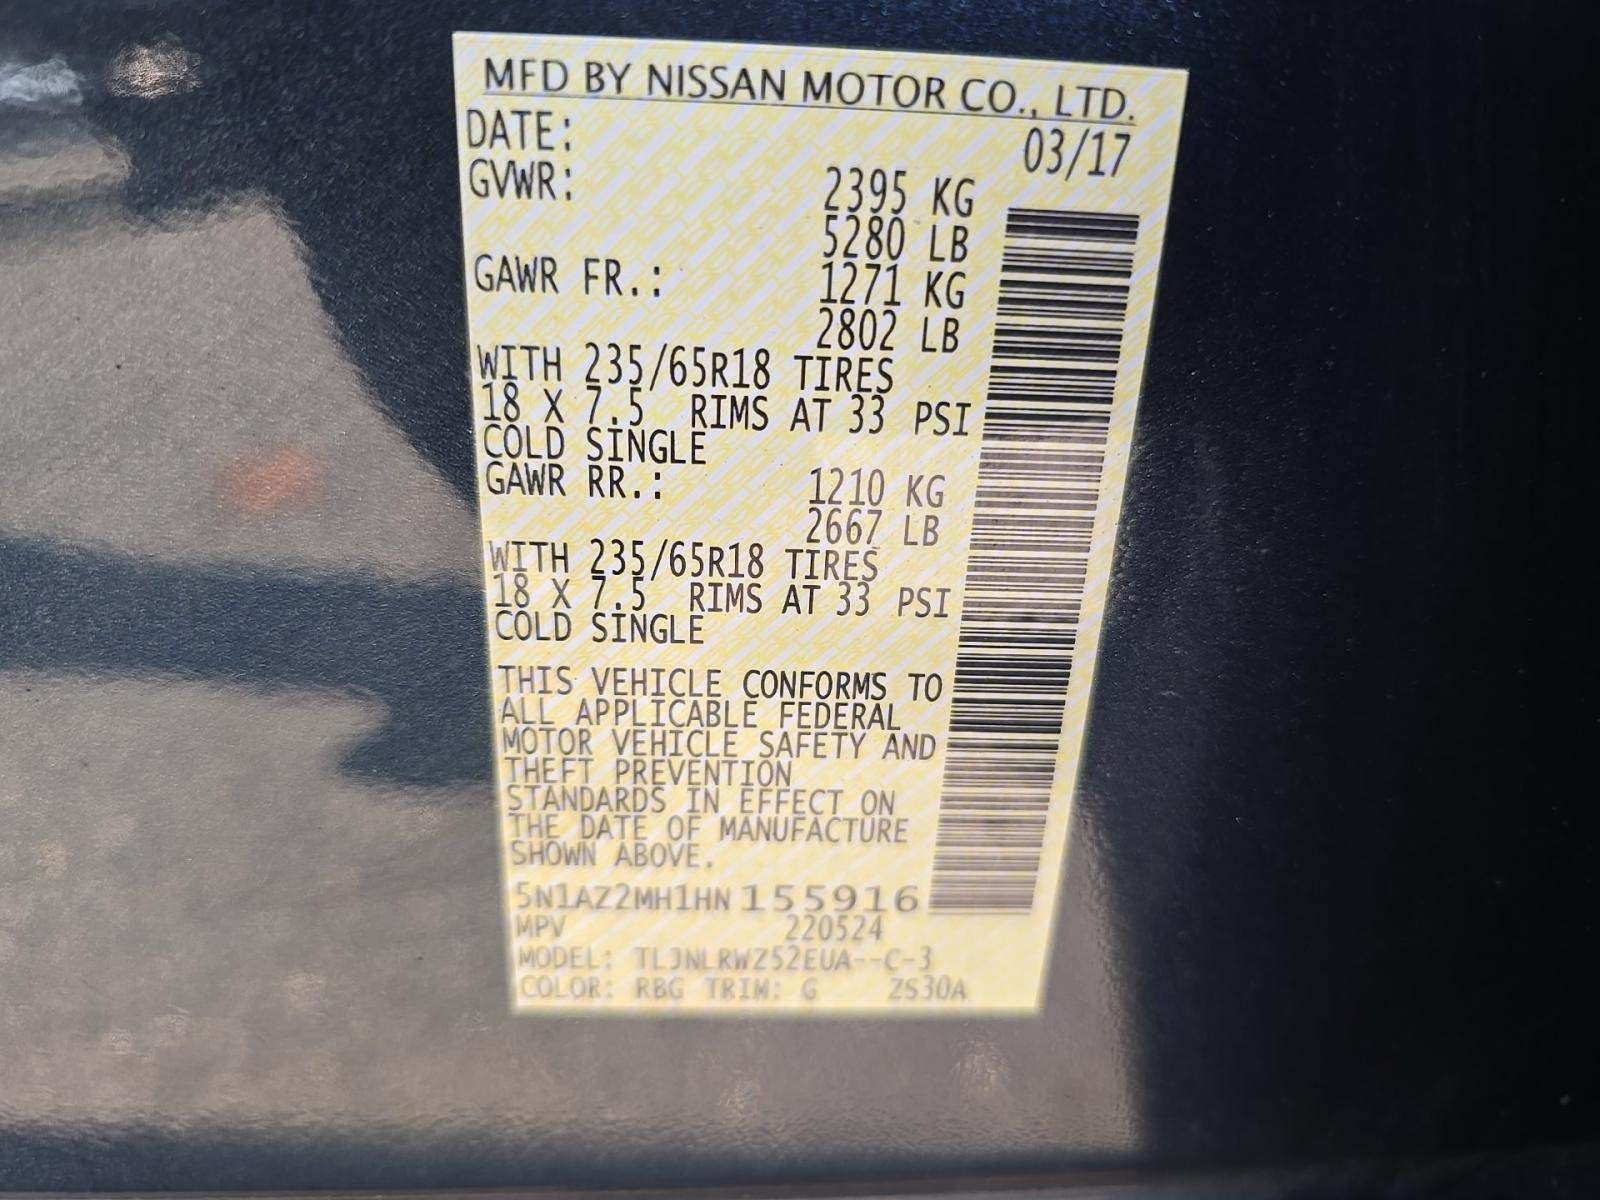 MFD BY NISSAN MOTOR CO., LTD.
DATE: 03/17
GVWR: 2395 KG
5280 LB
GAWR FR.: 1271 KG
2802 LB
WITH 235/65R18 TIRES
18 X 7.5 RIMS AT 33 PSI
COLD SINGLE
GAWR RR.: 1210 KG
2667 LB
WITH 235/65R18 TIRES
18 X 7.5 RIMS AT 33 PSI
COLD SINGLE
THIS VEHICLE CONFORMS TO
ALL APPLICABLE FEDERAL
MOTOR VEHICLE SAFETY AND
THEFT PREVENTION
STANDARDS IN EFFECT ON
THE DATE OF MANUFACTURE
SHOWN ABOVE.
5N1AZ2MH1HN155916
MPV 220524
MODEL: TLJNLRWZ52EUA--C-3
COLOR: RBG TRIM: G ZS30A